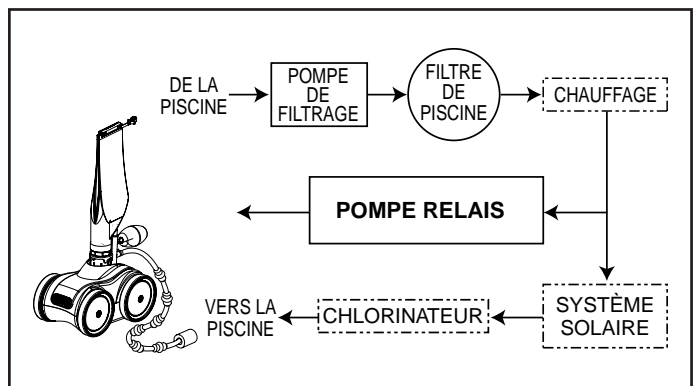 DE LA
PISCINE
POMPE
DE
FILTRAGE
FILTRE
DE
PISCINE
CHAUFFAGE
POMPE RELAIS
VERS LA
PISCINE
CHLORINATEUR
SYSTÈME
SOLAIRE